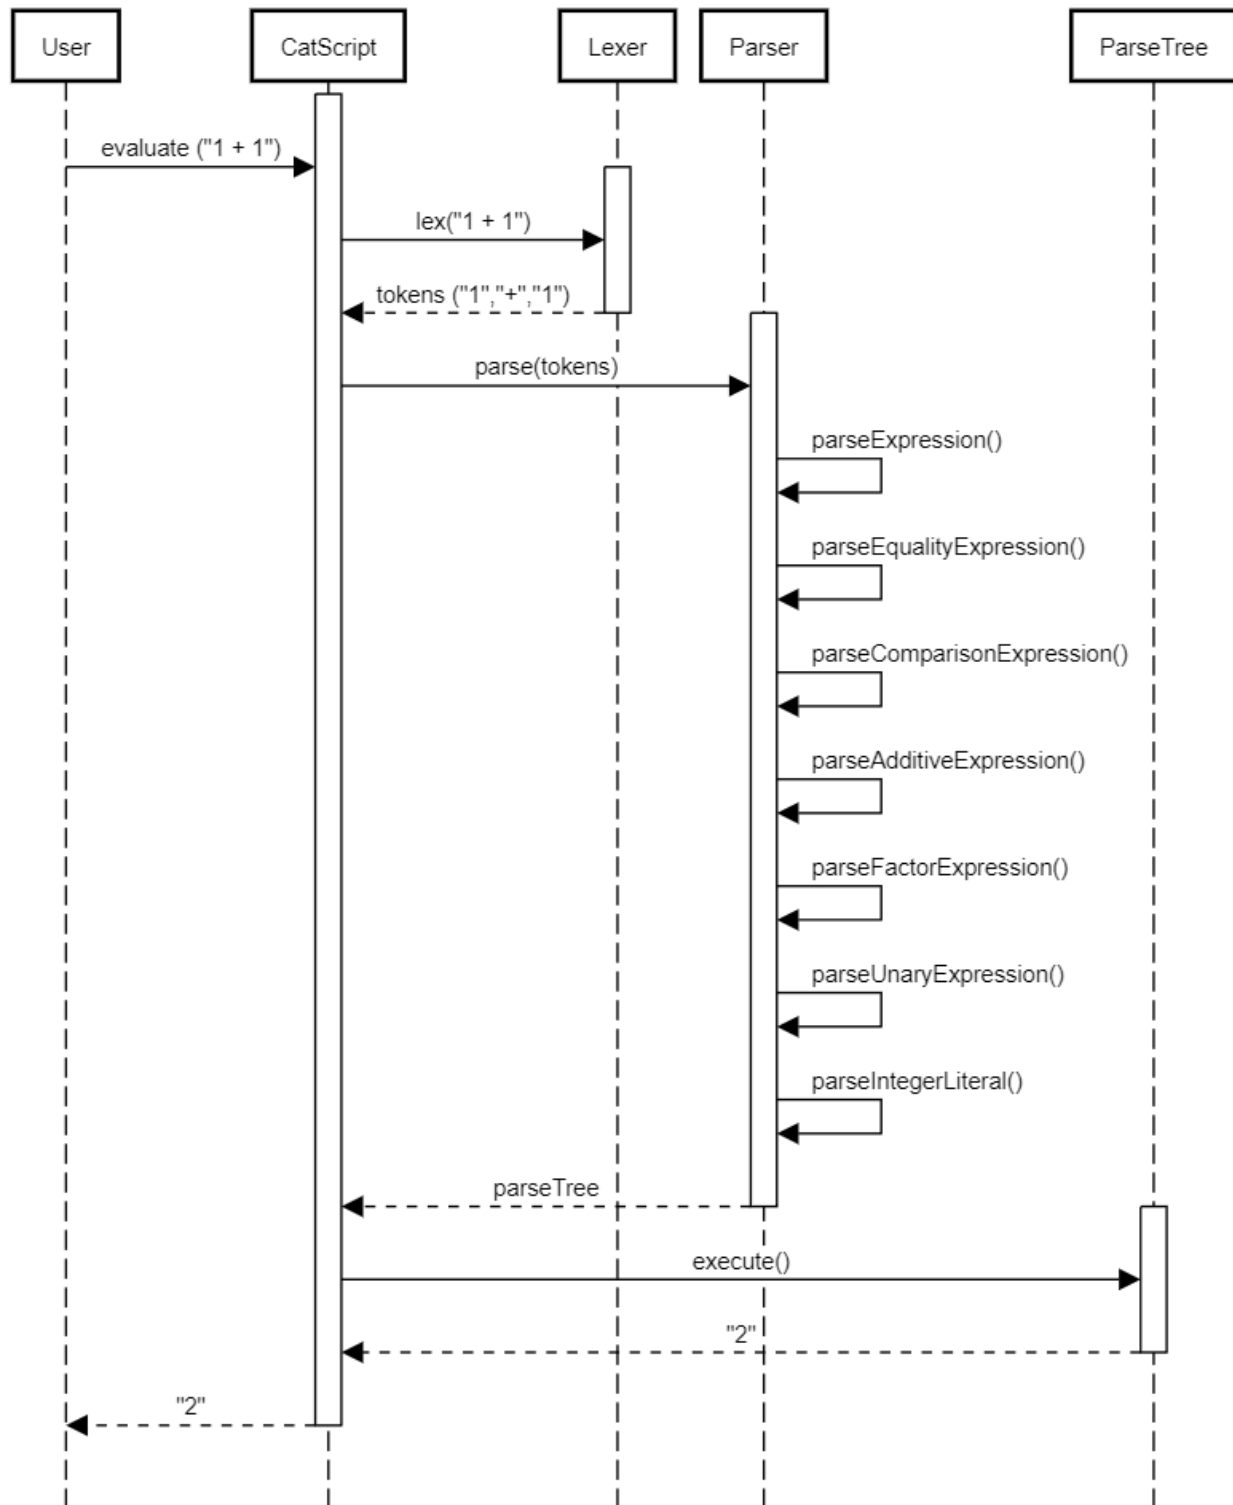 User
CatScript
Lexer
Parser
ParseTree
evaluate ("1 + 1")
lex("1 + 1")
tokens ("1","+","1")
parse(tokens)
parseExpression()
parseEqualityExpression()
parseComparisonExpression()
parseAdditiveExpression()
parseFactorExpression()
parseUnaryExpression()
parseIntegerLiteral()
parseTree
execute()
"2"
"2"